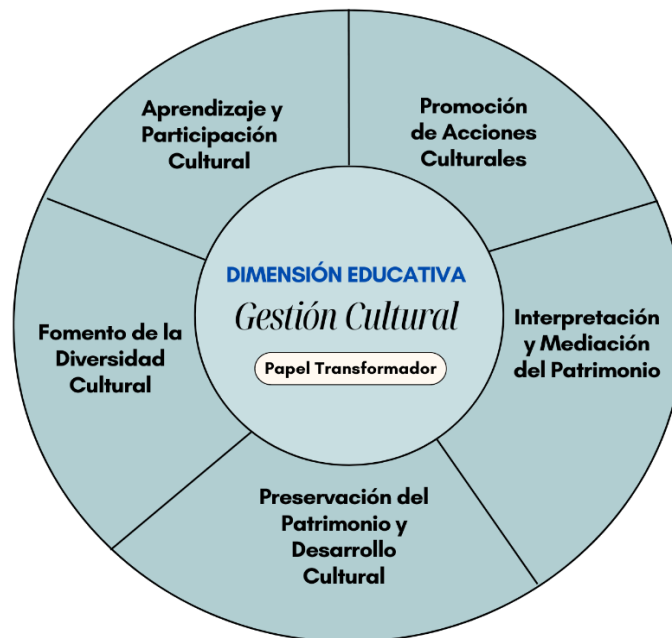 Aprendizaje y
Participación
Cultural
Promoción
de Acciones
Culturales
DIMENSIÓN EDUCATIVA
Gestión Cultural
Papel Transformador
Fomento de la
Diversidad
Cultural
Interpretación
y Mediación
del Patrimonio
Preservación del
Patrimonio y
Desarrollo
Cultural